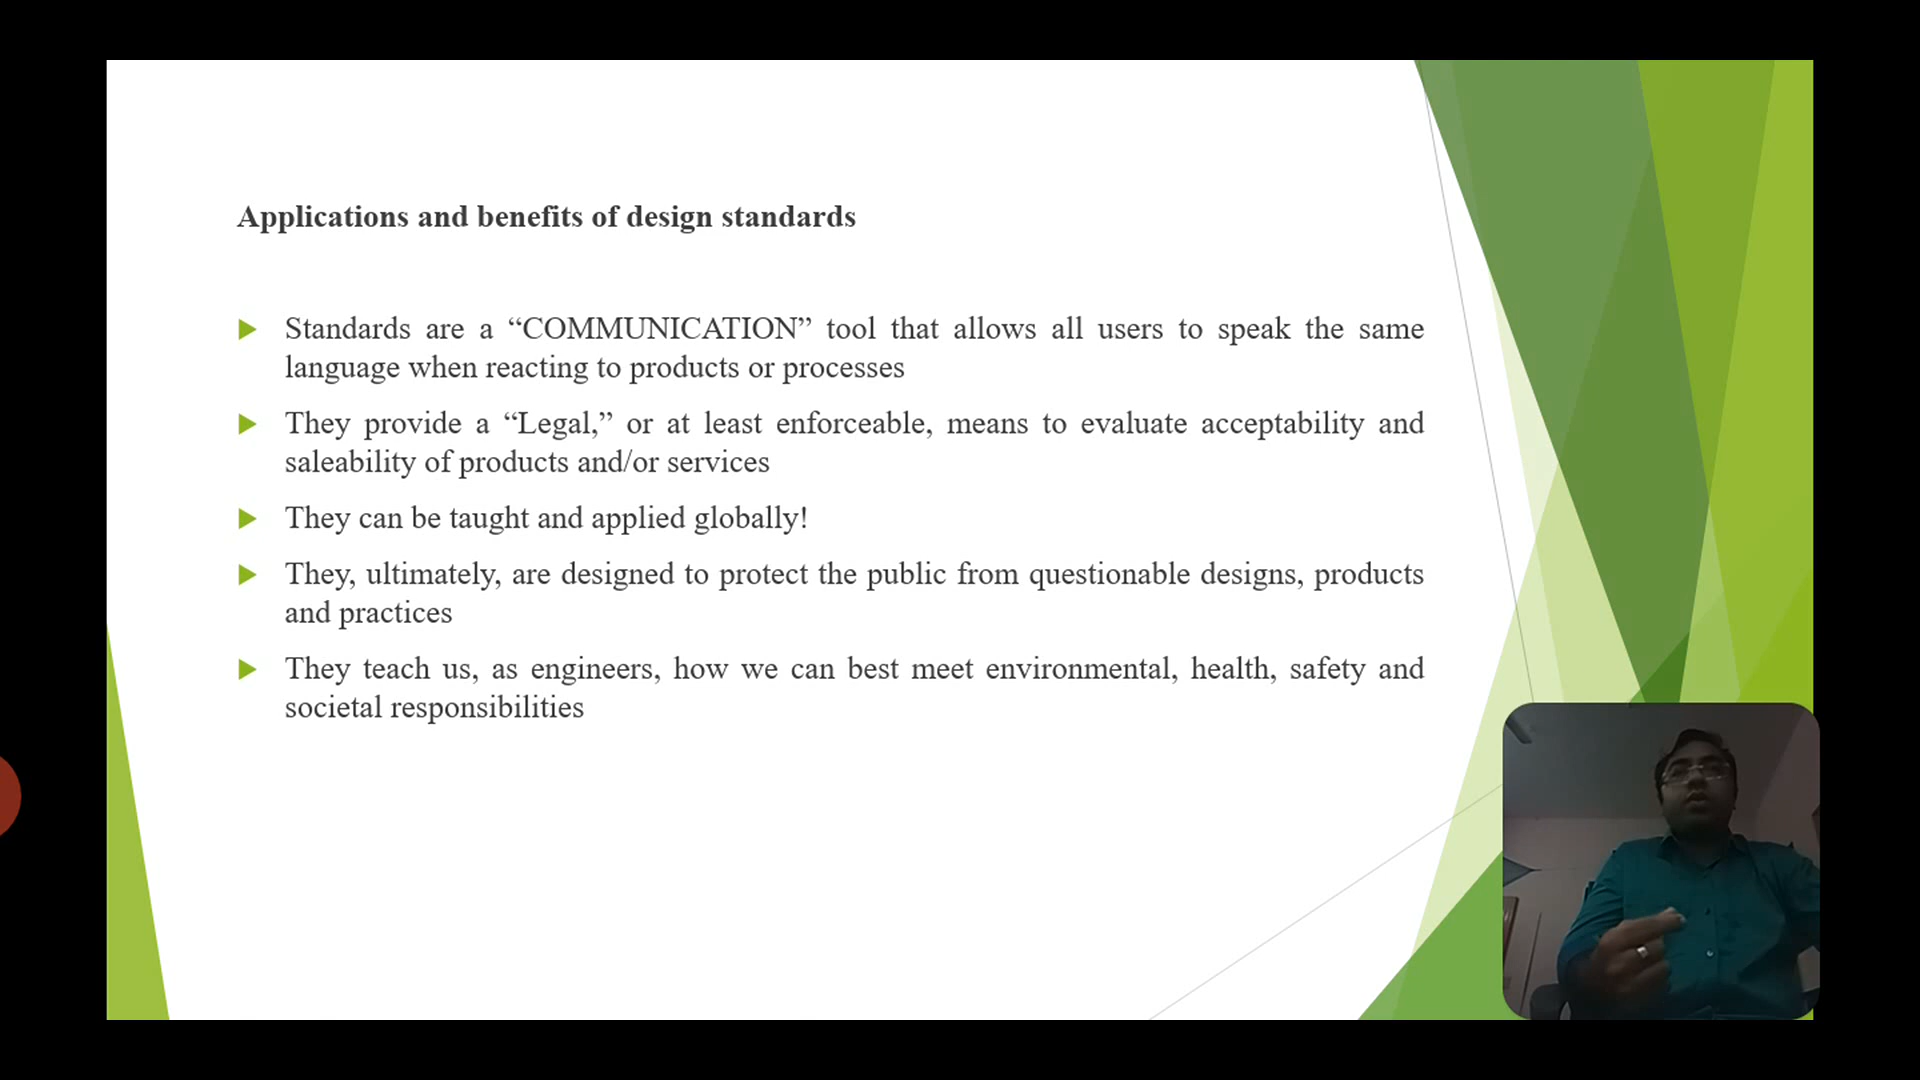 Applications and benefits of design standards
Standards are a “COMMUNICATION” tool that allows all users to speak the same
language when reacting to products or processes
They provide a “Legal,” or at least enforceable, means to evaluate acceptability and
saleability of products and/or services
They can be taught and applied globally!
They, ultimately, are designed to protect the public from questionable designs, products
and practices
They teach us, as engineers, how we can best meet environmental, health, safety and
societal responsibilities